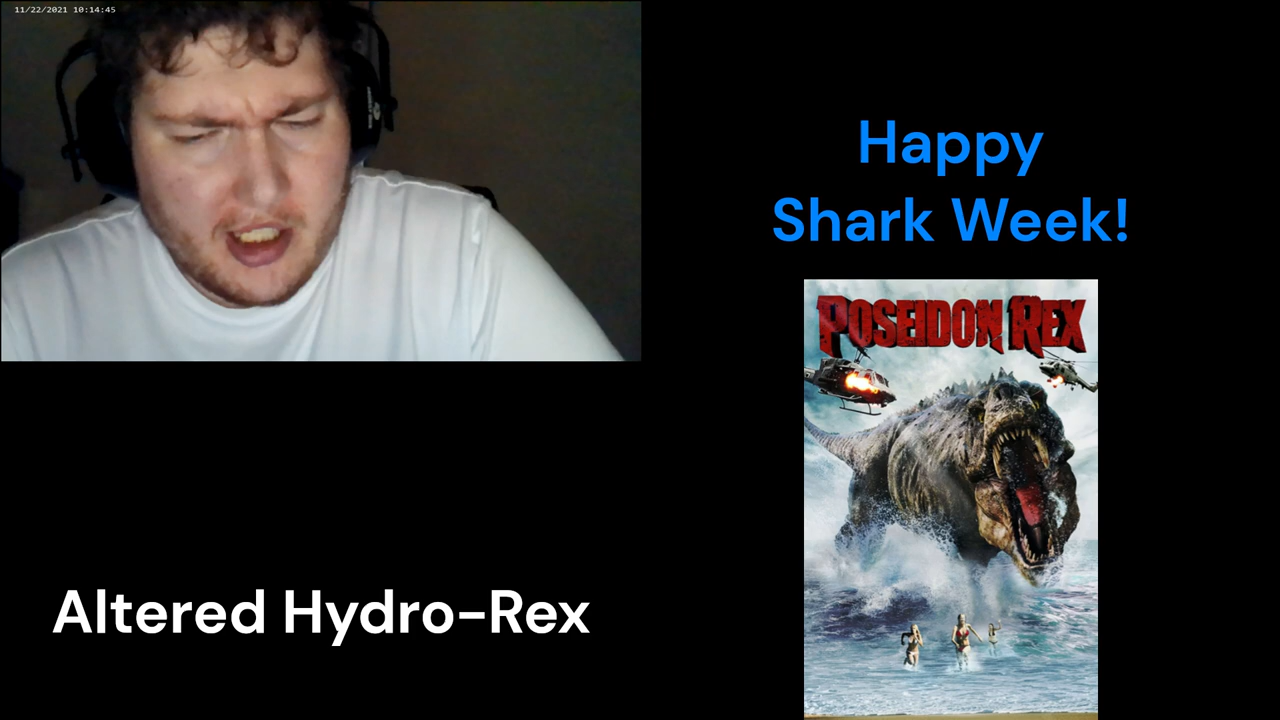 11/22/2021 10:14:45
Happy
Shark Week!
POSEIDON REX
Altered Hydro-Rex